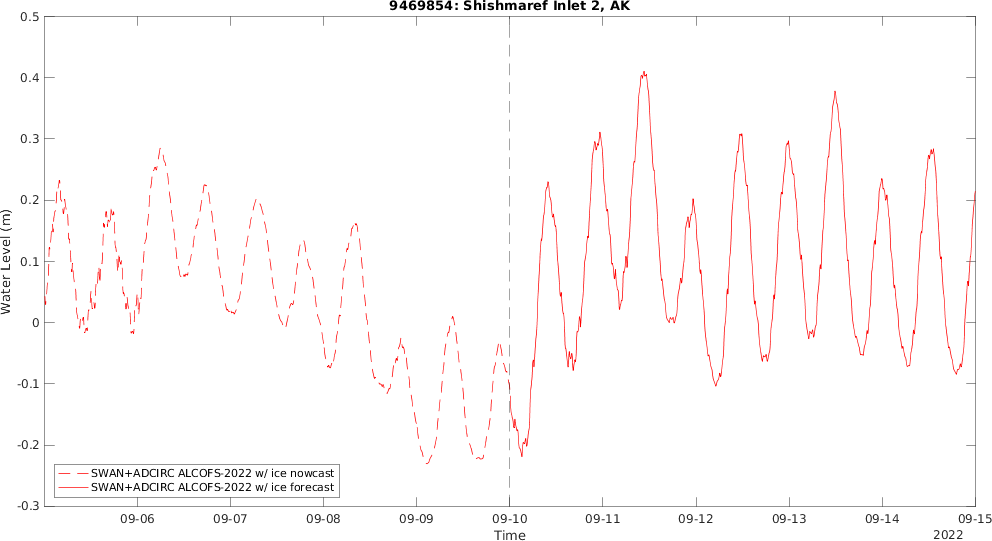 9469854: Shishmaref Inlet 2, AK
Water Level (m)
0.5
0.4
0.3
0.2
0.1
0
-0.1
-0.2
-0.3
SWAN+ADCIRC ALCOFS-2022 w/ ice nowcast
SWAN+ADCIRC ALCOFS-2022 w/ ice forecast
09-06 09-07 09-08 09-09 09-10 09-11 09-12 09-13 09-14 09-15
Time
2022